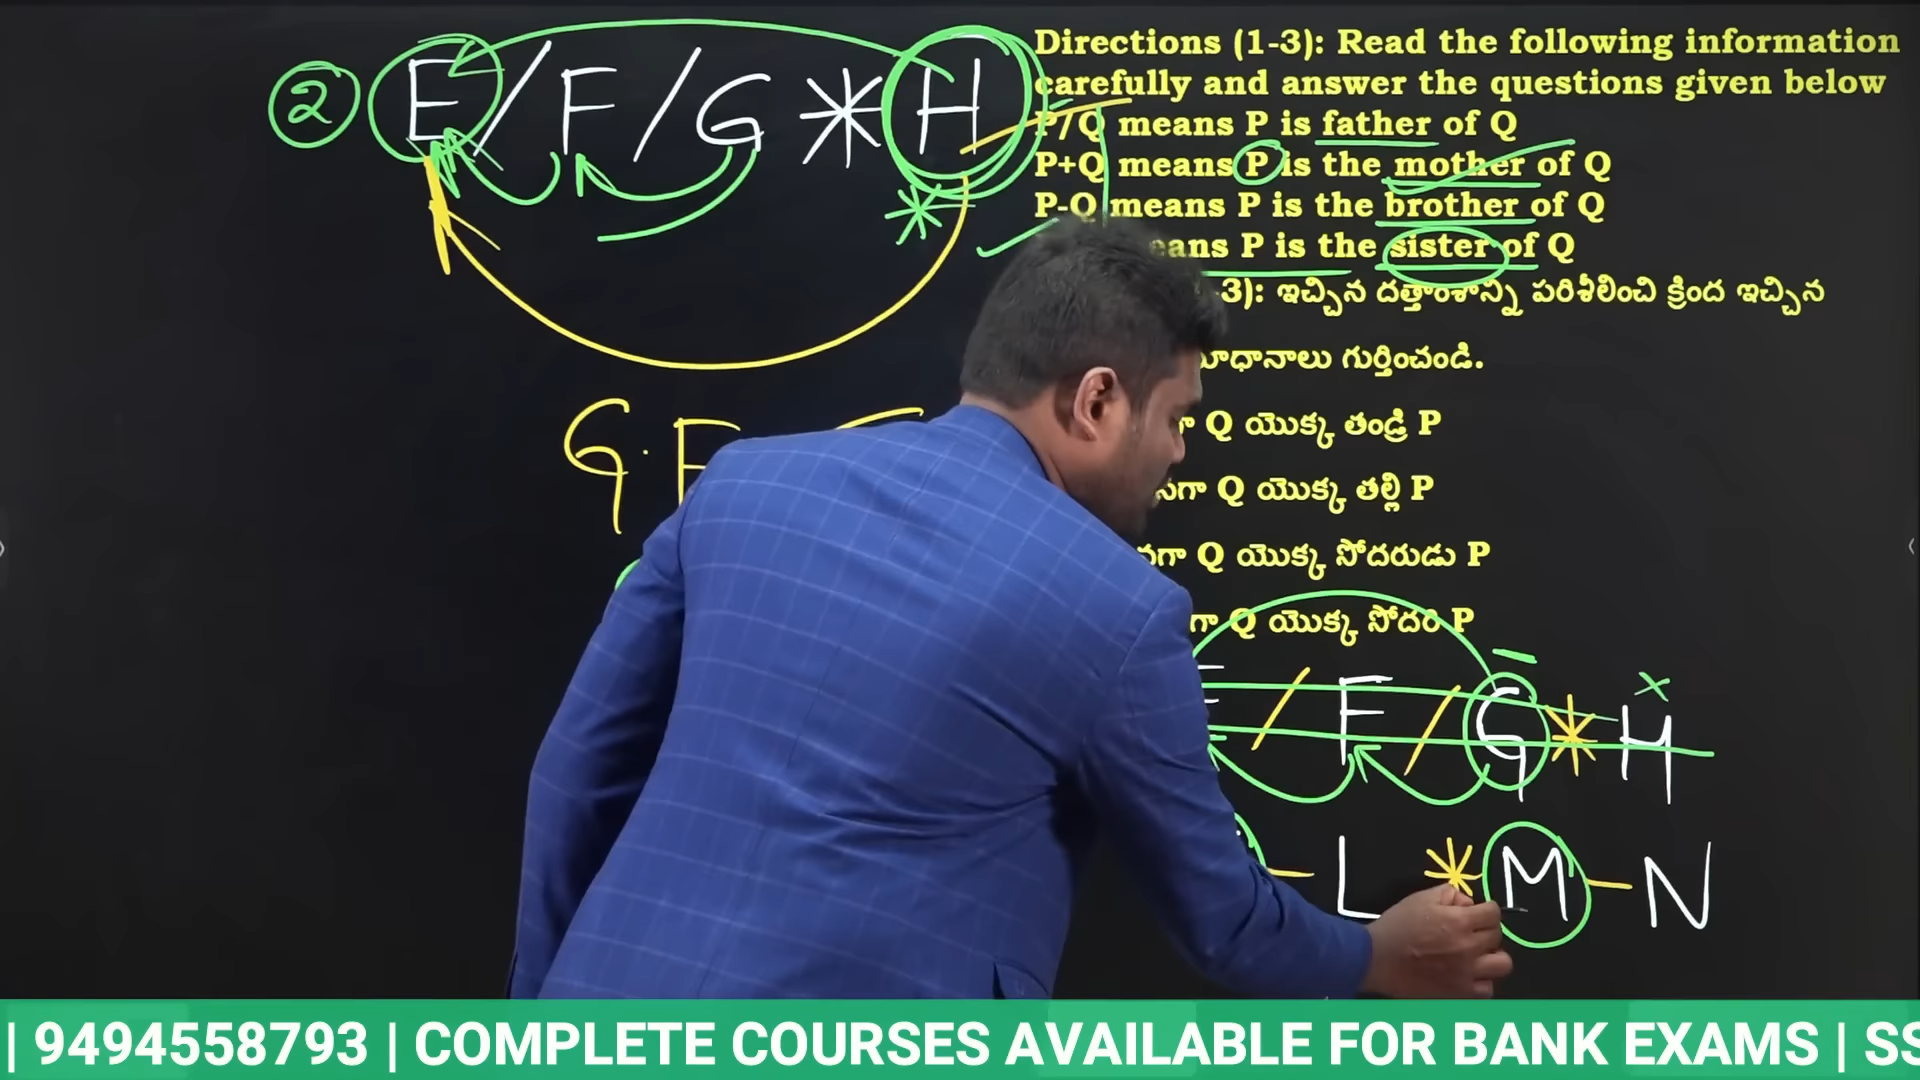 ② E / F / G * H
*
G. F
Directions (1-3): Read the following information
carefully and answer the questions given below
P/Q means P is father of Q
P+Q means P is the mother of Q
P-Q means P is the brother of Q
means P is the sister of Q
-3): ఇచ్చిన దత్తాంశాన్ని పరిశీలించి క్రింద ఇచ్చిన
గుర్తించండి.
Q యొక్క తండ్రి P
Q యొక్క తల్లి P
Q యొక్క సోదరుడు P
Q యొక్క సోదరి P
/ F / G * H
- L * M - N
| 9494558793 | COMPLETE COURSES AVAILABLE FOR BANK EXAMS | SS